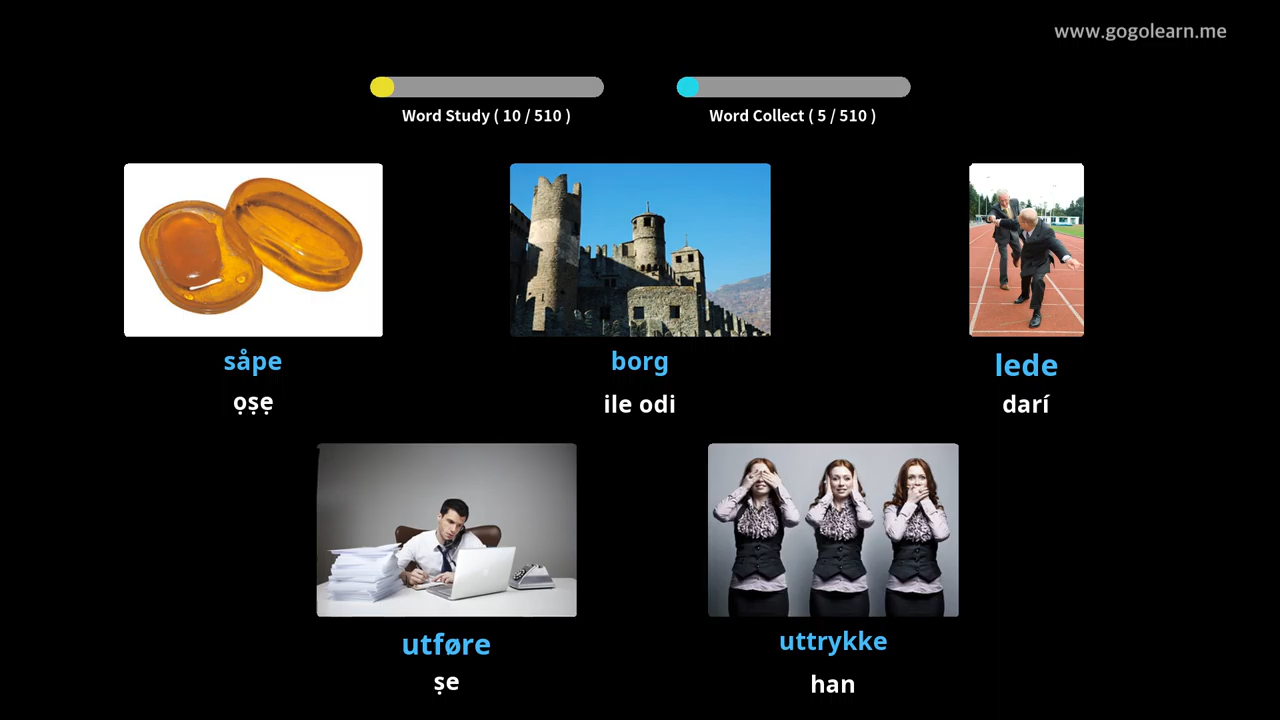 www.gogolearn.me
Word Study ( 10 / 510 )
Word Collect ( 5 / 510 )
såpe
borg
lede
ọṣẹ
ile odi
darí
utføre
uttrykke
ṣe
han